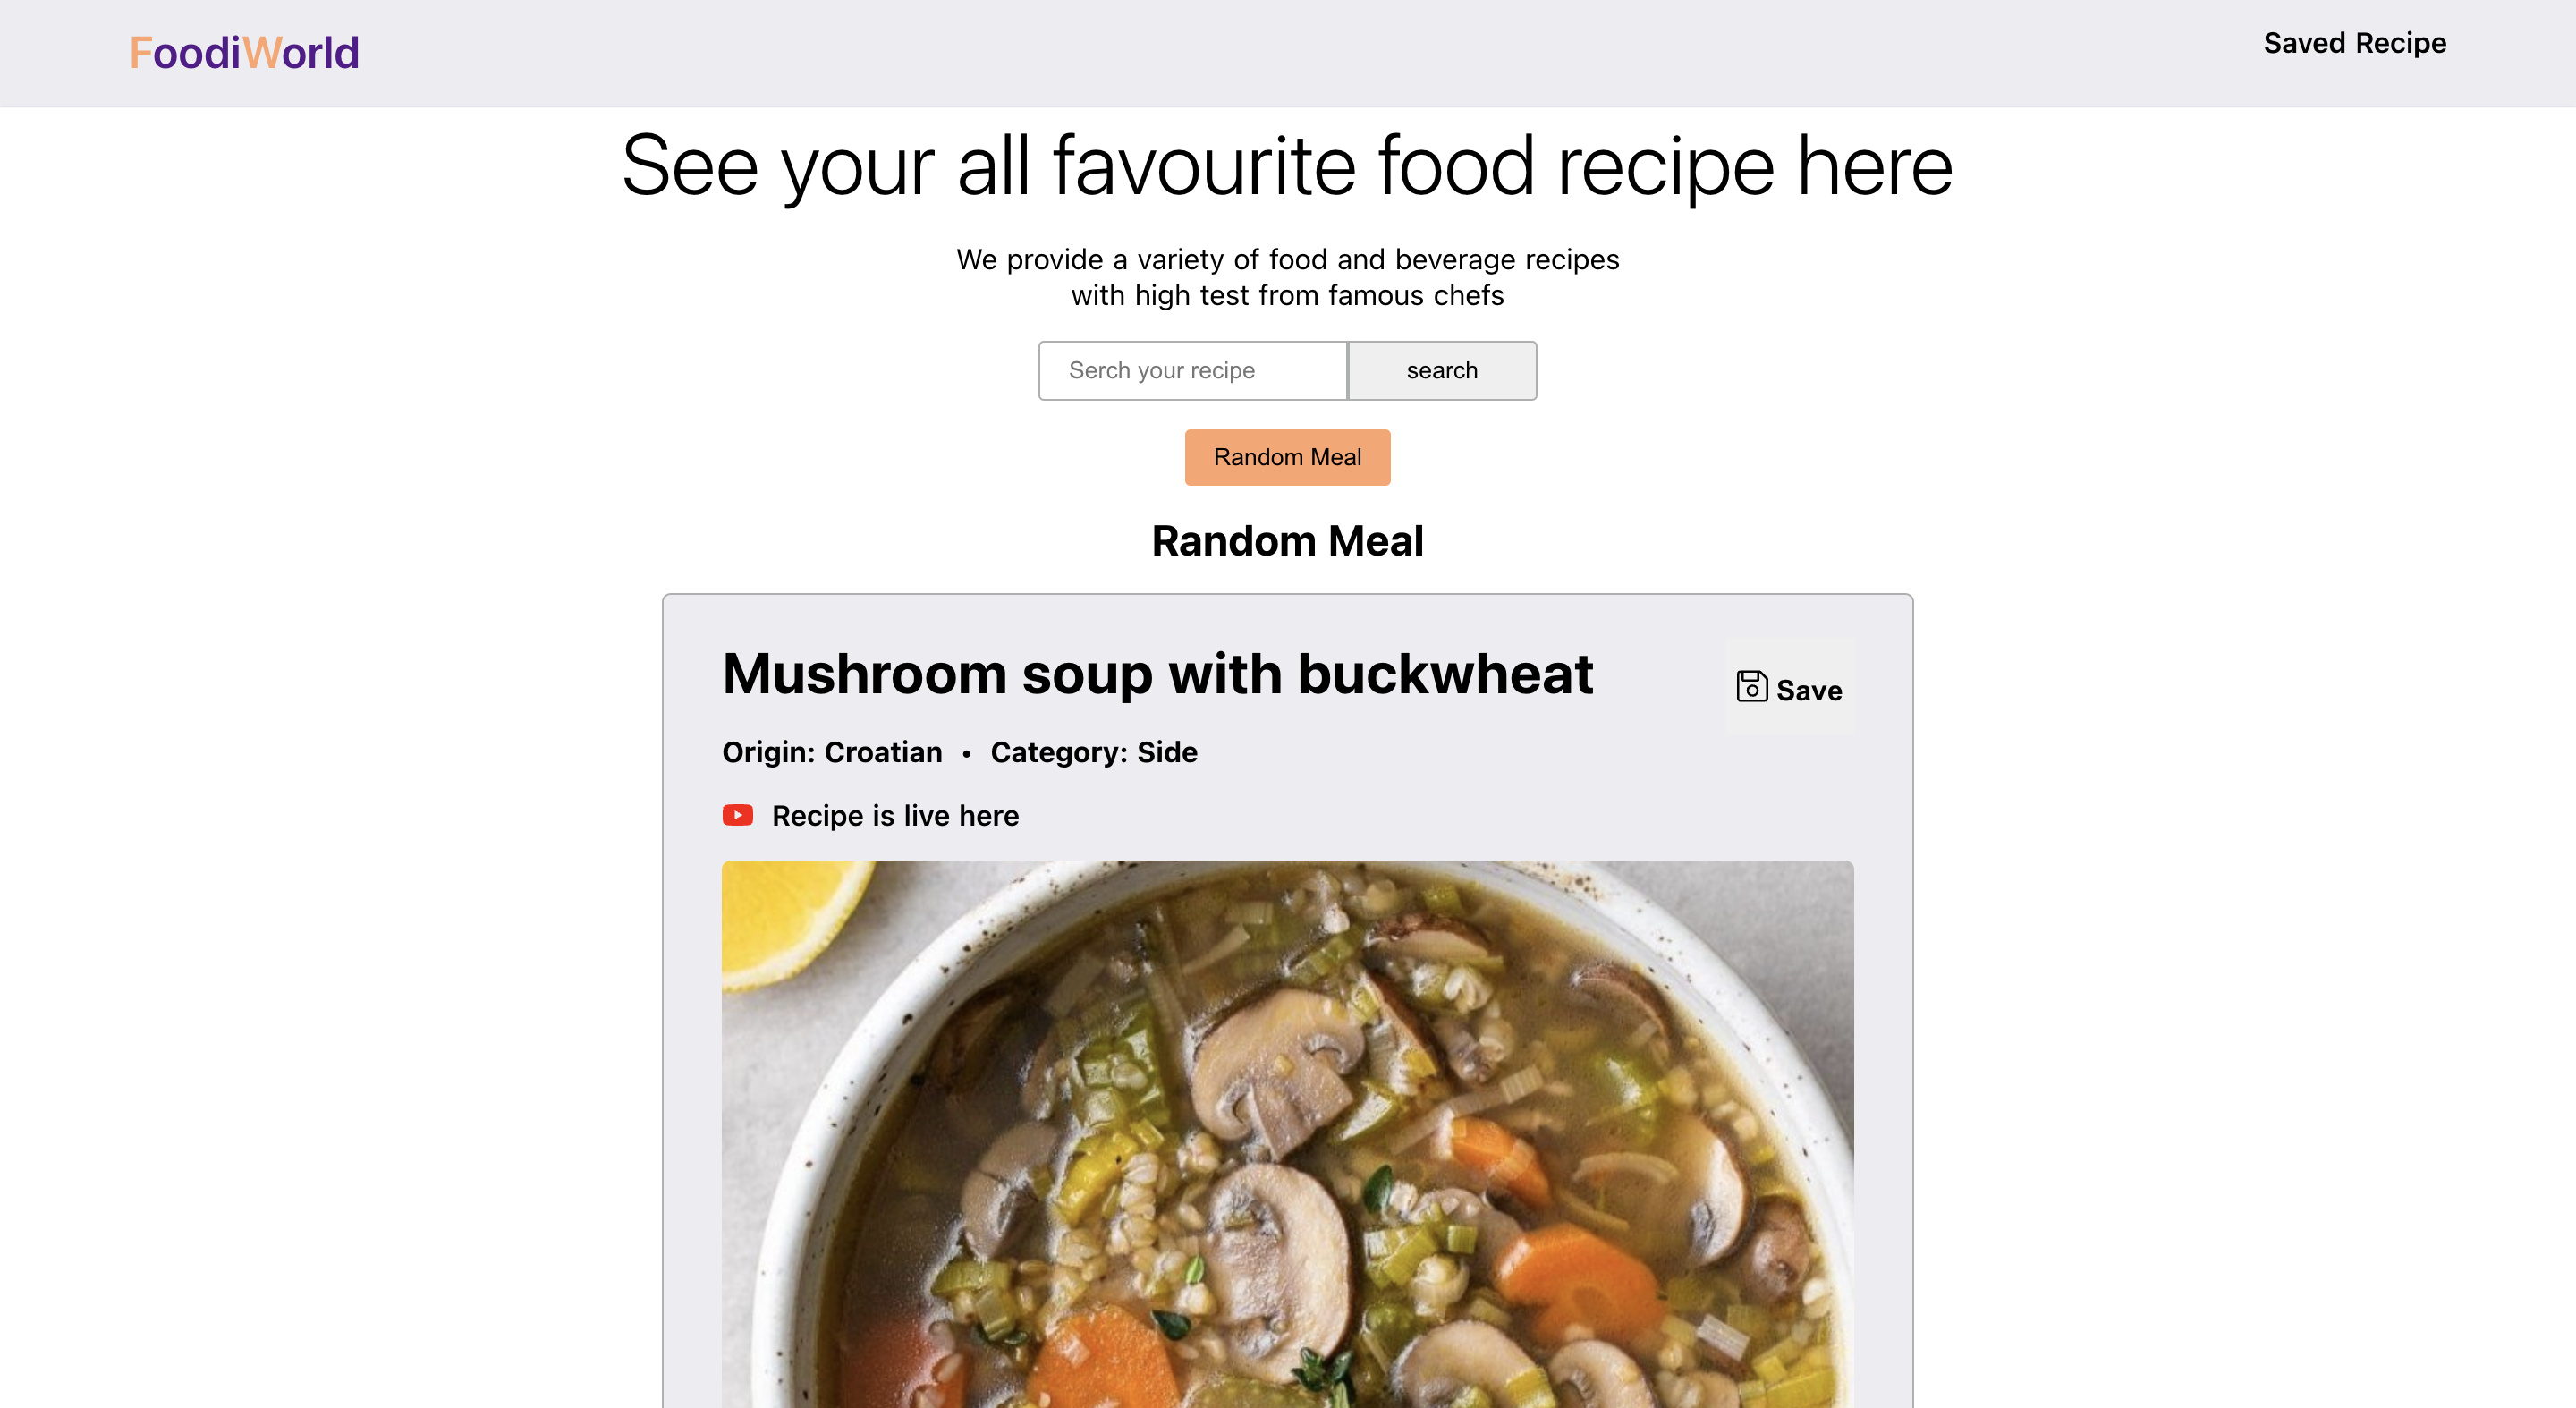 FoodiWorld
Saved Recipe
See your all favourite food recipe here
We provide a variety of food and beverage recipes
with high test from famous chefs
Serch your recipe
search
Random Meal
Random Meal
Mushroom soup with buckwheat
Save
Origin: Croatian • Category: Side
Recipe is live here